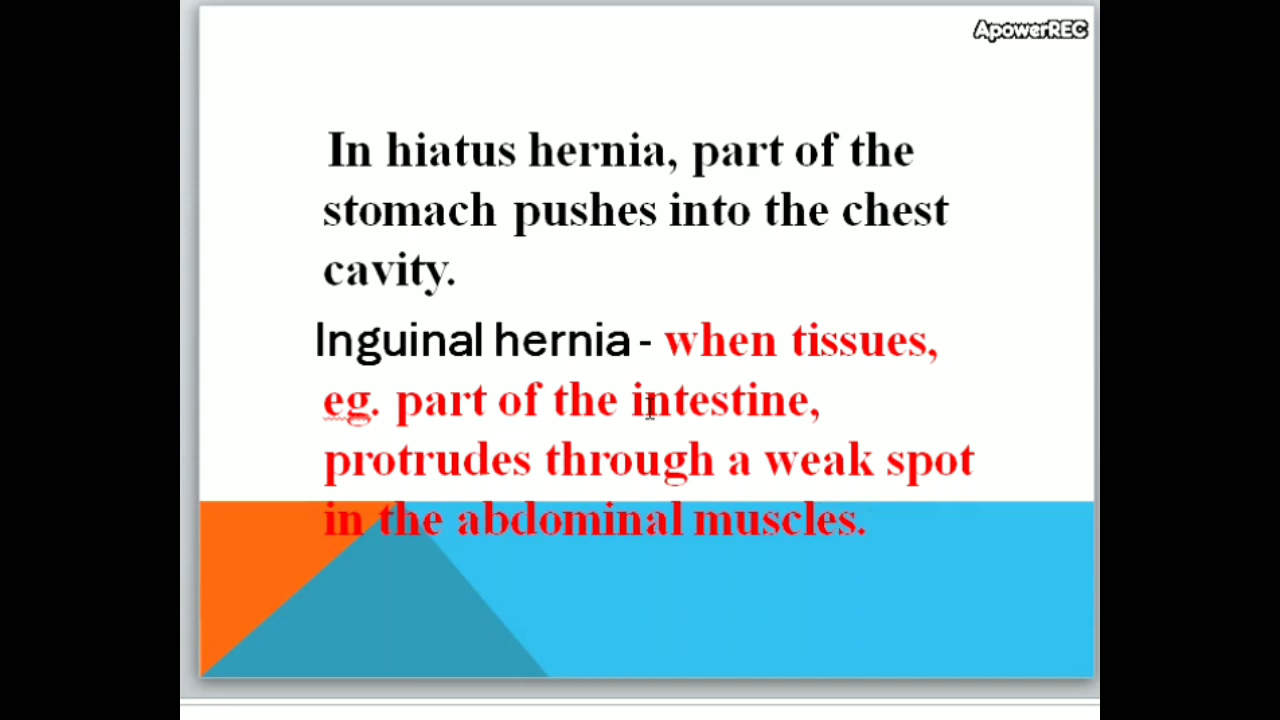 ApowerREC
In hiatus hernia, part of the
stomach pushes into the chest
cavity.
Inguinal hernia - when tissues,
eg. part of the intestine,
protrudes through a weak spot
in the abdominal muscles.